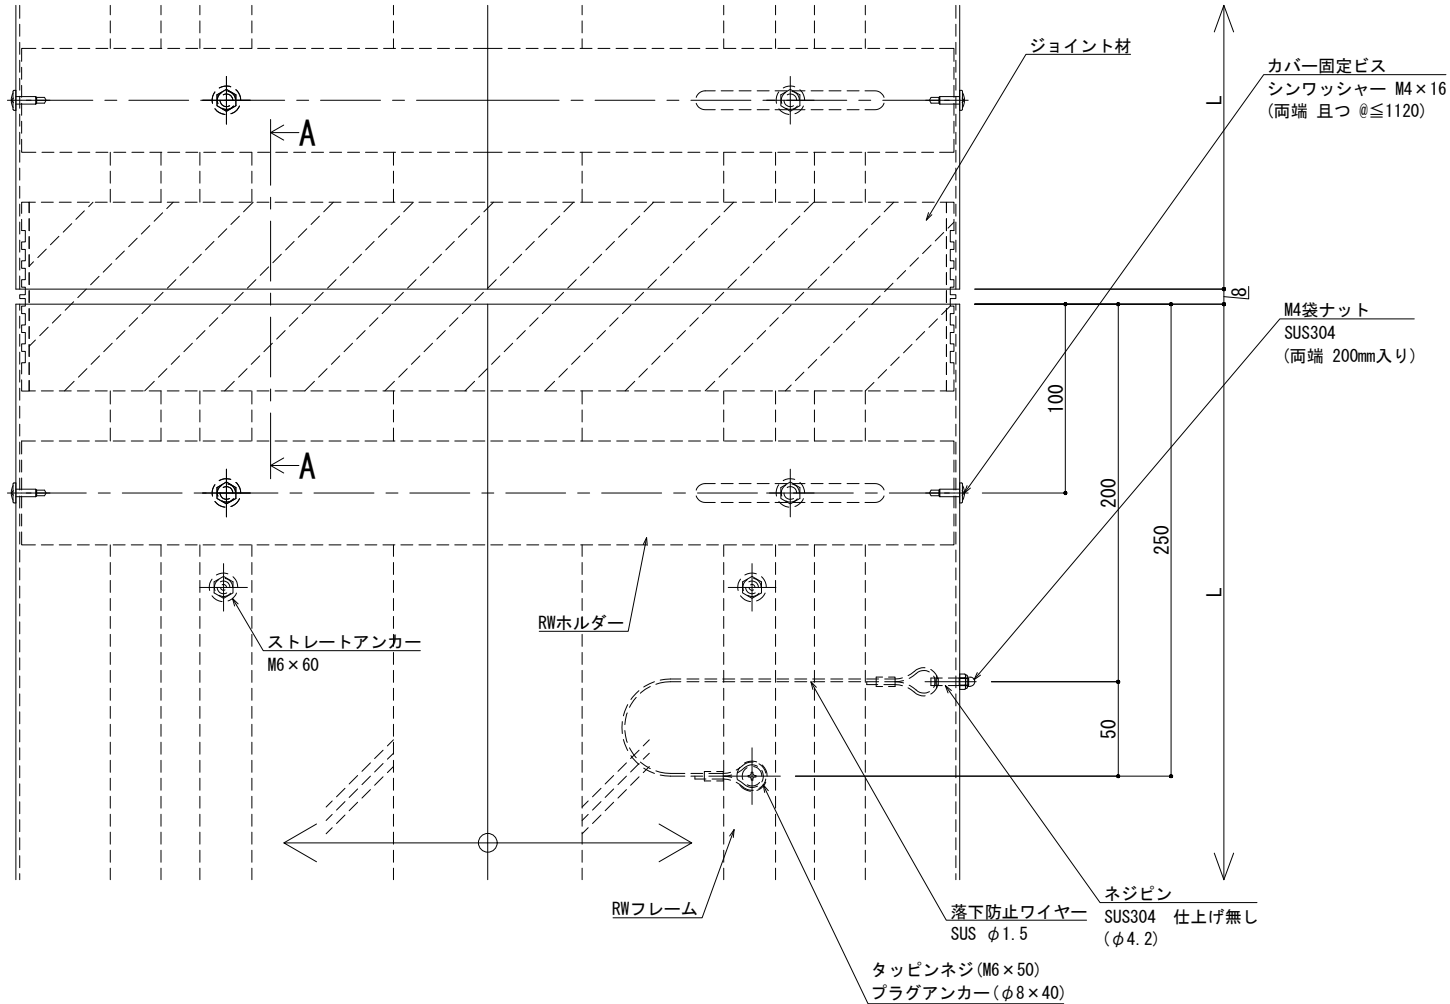 ジョイント材
カバー固定ビス
シンワッシャー M4×16
(両端 且つ @≦1120)
L
A
8
M4袋ナット
SUS304
(両端 200mm入り)
100
A
200
250
L
RWホルダー
ストレートアンカー
M6×60
50
RWフレーム
落下防止ワイヤー
SUS φ1.5
ネジピン
SUS304 仕上げ無し
(φ4.2)
タッピンネジ(M6×50)
プラグアンカー(φ8×40)